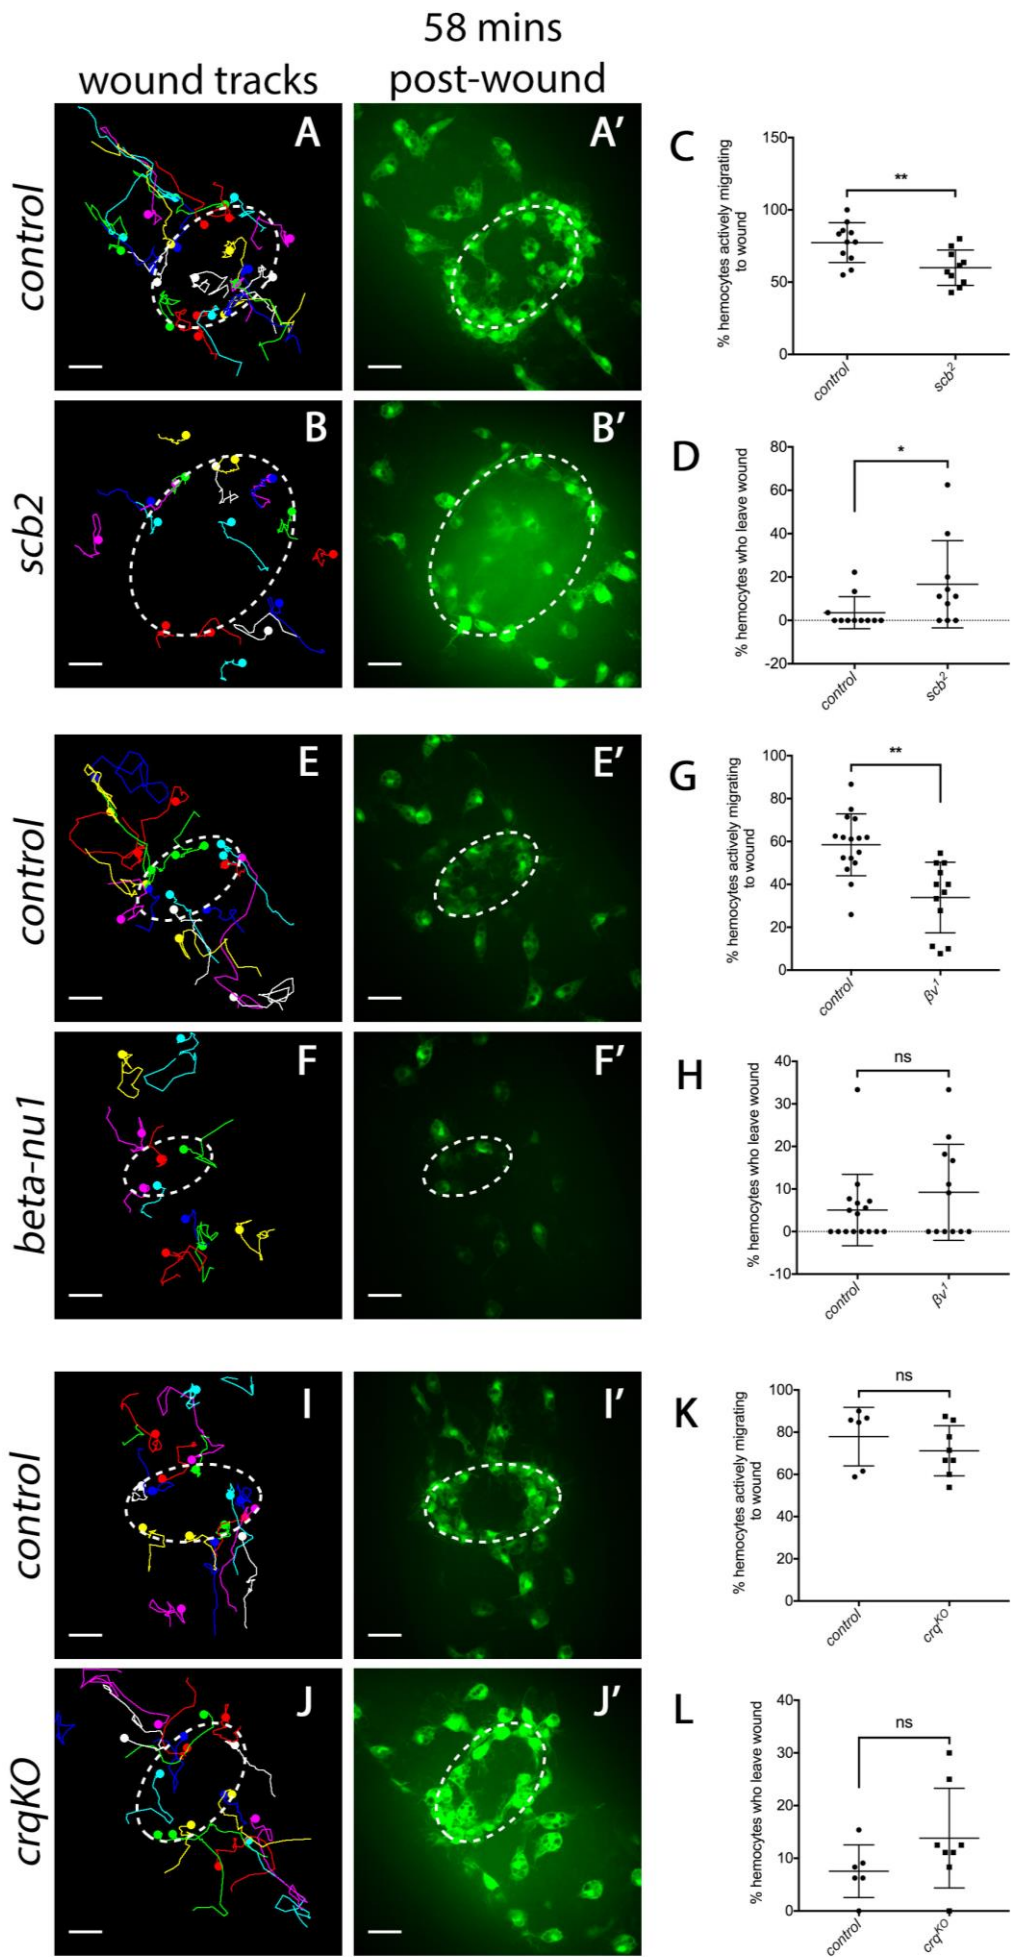 58 mins
wound tracks post-wound
control
A
A'
C
% hemocytes actively migrating
to wound
150
100
50
0
**
control
scb²
scb2
B
B'
D
% hemocytes who leave wound
80
60
40
20
0
-20
*
control
scb²
control
E
E'
G
% hemocytes actively migrating
to wound
100
80
60
40
20
0
**
control
βν¹
beta-nu1
F
F'
H
% hemocytes who leave wound
40
30
20
10
0
-10
ns
control
βν¹
control
I
I'
K
% hemocytes actively migrating
to wound
100
80
60
40
20
0
ns
control
crqᴷᴼ
crqKO
J
J'
L
% hemocytes who leave wound
40
30
20
10
0
ns
control
crqᴷᴼ